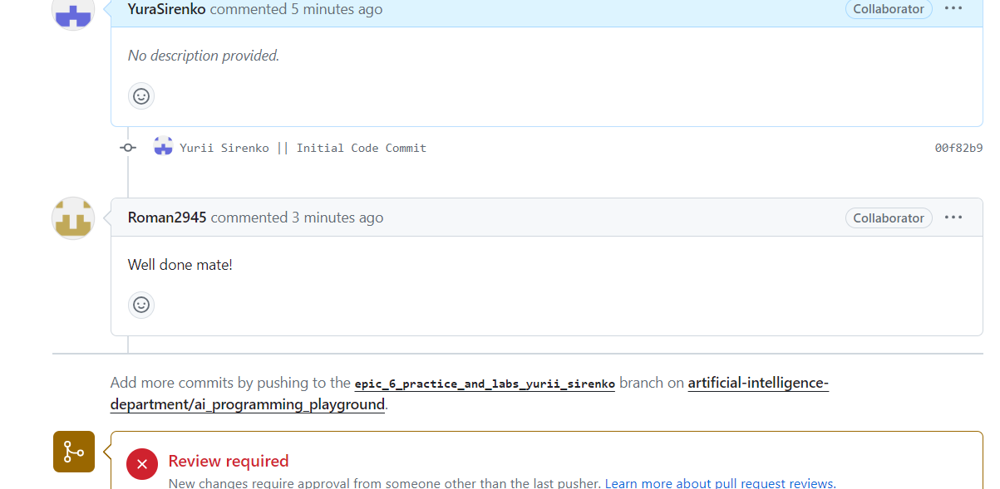 YuraSirenko commented 5 minutes ago Collaborator ...
No description provided.
Yurii Sirenko || Initial Code Commit 00f82b9
Roman2945 commented 3 minutes ago Collaborator ...
Well done mate!
Add more commits by pushing to the epic_6_practice_and_labs_yurii_sirenko branch on artificial-intelligence-
department/ai_programming_playground.
Review required
New changes require approval from someone other than the last pusher. Learn more about pull request reviews.